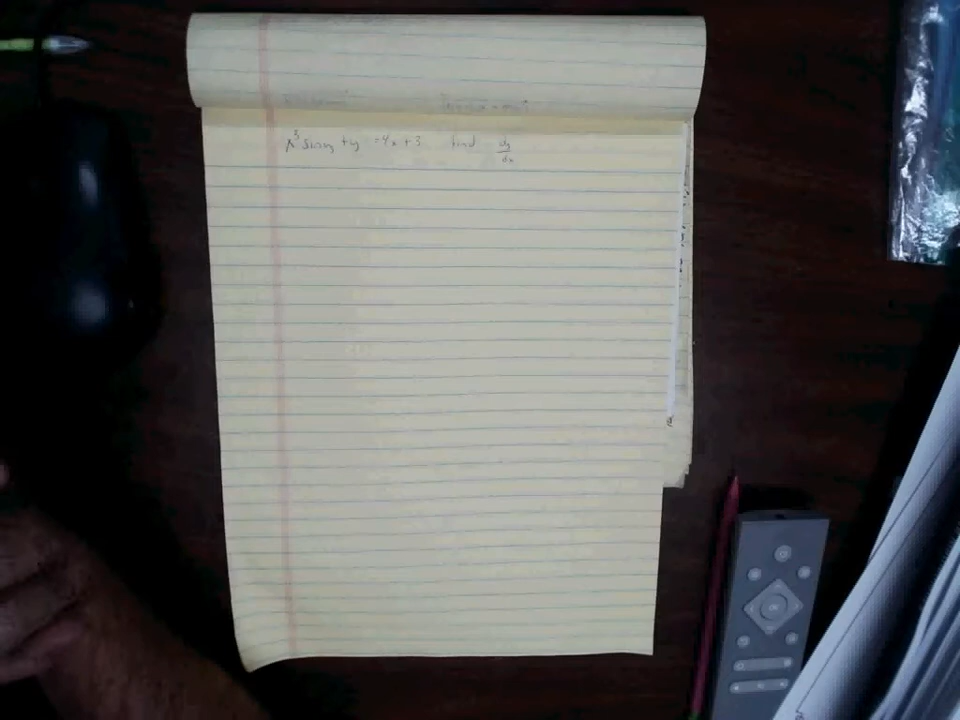 x³ sin y + y = 4x + 3 find dy/dx